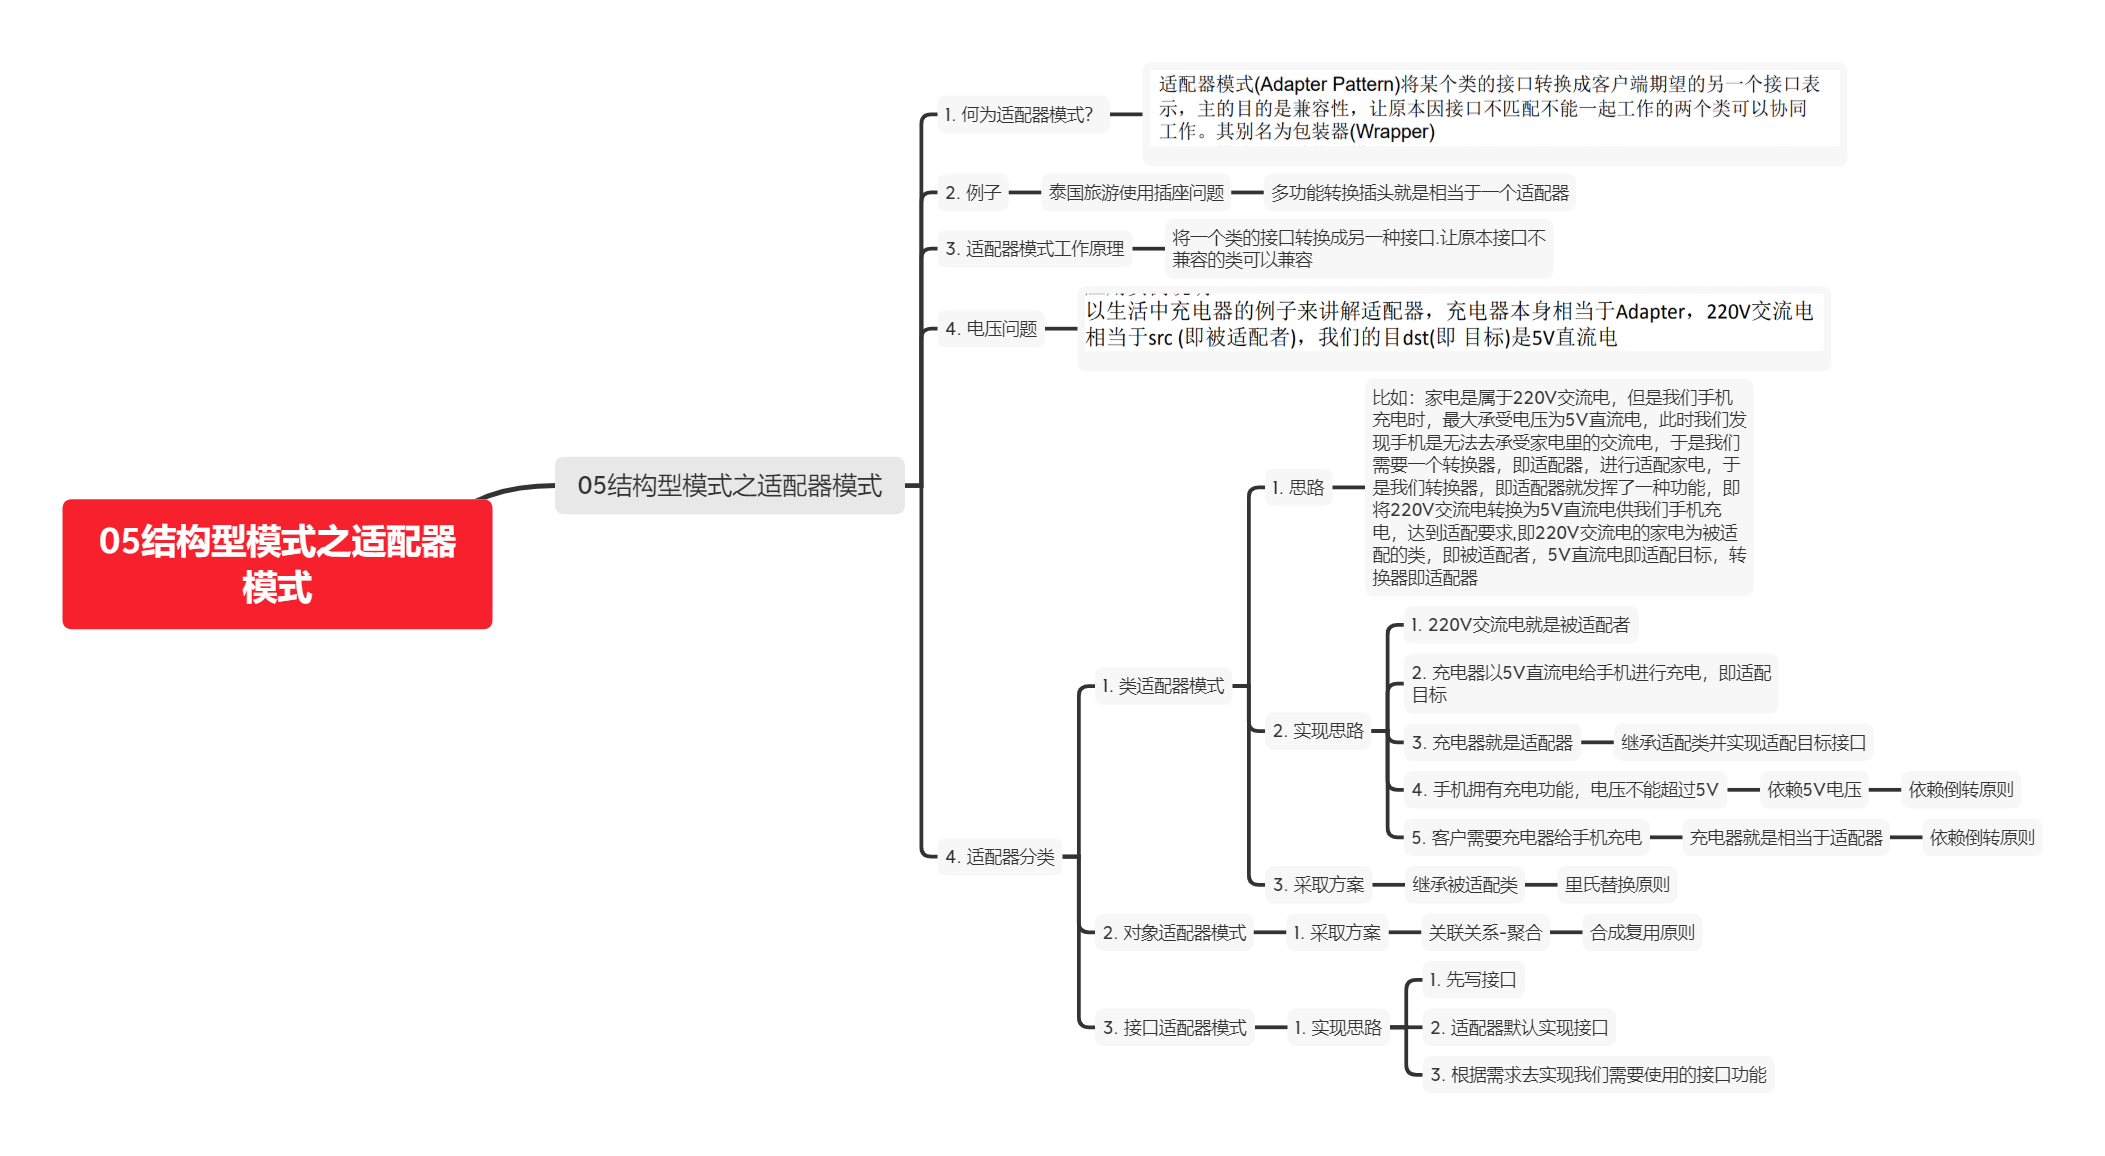 05结构型模式之适配器
模式
05结构型模式之适配器模式
1. 何为适配器模式?
适配器模式(Adapter Pattern)将某个类的接口转换成客户端期望的另一个接口表
示，主的目的是兼容性，让原本因接口不匹配不能一起工作的两个类可以协同
工作。其别名为包装器(Wrapper)
2. 例子
泰国旅游使用插座问题
多功能转换插头就是相当于一个适配器
3. 适配器模式工作原理
将一个类的接口转换成另一种接口.让原本接口不
兼容的类可以兼容
4. 电压问题
以生活中充电器的例子来讲解适配器，充电器本身相当于Adapter，220V交流电
相当于src (即被适配者)，我们的目dst(即 目标)是5V直流电
4. 适配器分类
1. 类适配器模式
1. 思路
比如：家电是属于220V交流电，但是我们手机
充电时，最大承受电压为5V直流电，此时我们发
现手机是无法去承受家电里的交流电，于是我们
需要一个转换器，即适配器，进行适配家电，于
是我们转换器，即适配器就发挥了一种功能，即
将220V交流电转换为5V直流电供我们手机充
电，达到适配要求,即220V交流电的家电为被适
配的类，即被适配者，5V直流电即适配目标，转
换器即适配器
2. 实现思路
1. 220V交流电就是被适配者
2. 充电器以5V直流电给手机进行充电，即适配
目标
3. 充电器就是适配器
继承适配类并实现适配目标接口
4. 手机拥有充电功能，电压不能超过5V
依赖5V电压
依赖倒转原则
5. 客户需要充电器给手机充电
充电器就是相当于适配器
依赖倒转原则
3. 采取方案
继承被适配类
里氏替换原则
2. 对象适配器模式
1. 采取方案
关联关系-聚合
合成复用原则
3. 接口适配器模式
1. 实现思路
1. 先写接口
2. 适配器默认实现接口
3. 根据需求去实现我们需要使用的接口功能